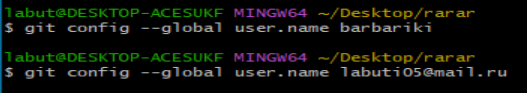 labut@DESKTOP-ACESUKF MINGW64 ~/Desktop/rarar
$ git config --global user.name barbariki
labut@DESKTOP-ACESUKF MINGW64 ~/Desktop/rarar
$ git config --global user.name labuti05@mail.ru